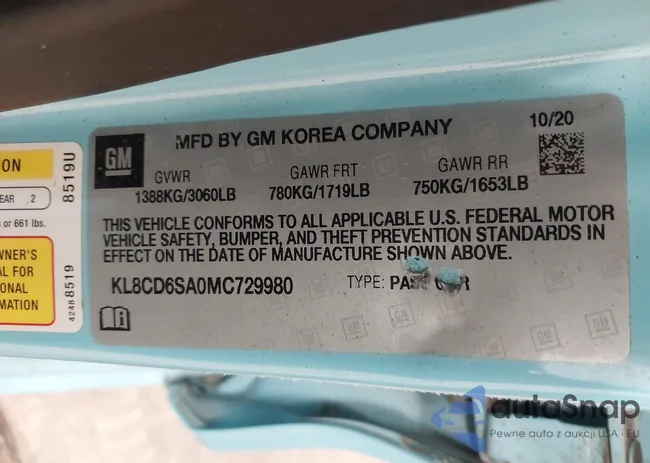 GM
MFD BY GM KOREA COMPANY
10/20
GVWR
1388KG/3060LB
GAWR FRT
780KG/1719LB
GAWR RR
750KG/1653LB
THIS VEHICLE CONFORMS TO ALL APPLICABLE U.S. FEDERAL MOTOR
VEHICLE SAFETY, BUMPER, AND THEFT PREVENTION STANDARDS IN
EFFECT ON THE DATE OF MANUFACTURE SHOWN ABOVE.
KL8CD6SA0MC729980
TYPE:
ION
EAR 2
or 661 lbs.
WNER'S
AL FOR
ONAL
RMATION
8519U
42488519
autoSnap
Pewne auta z aukcji USA i EU